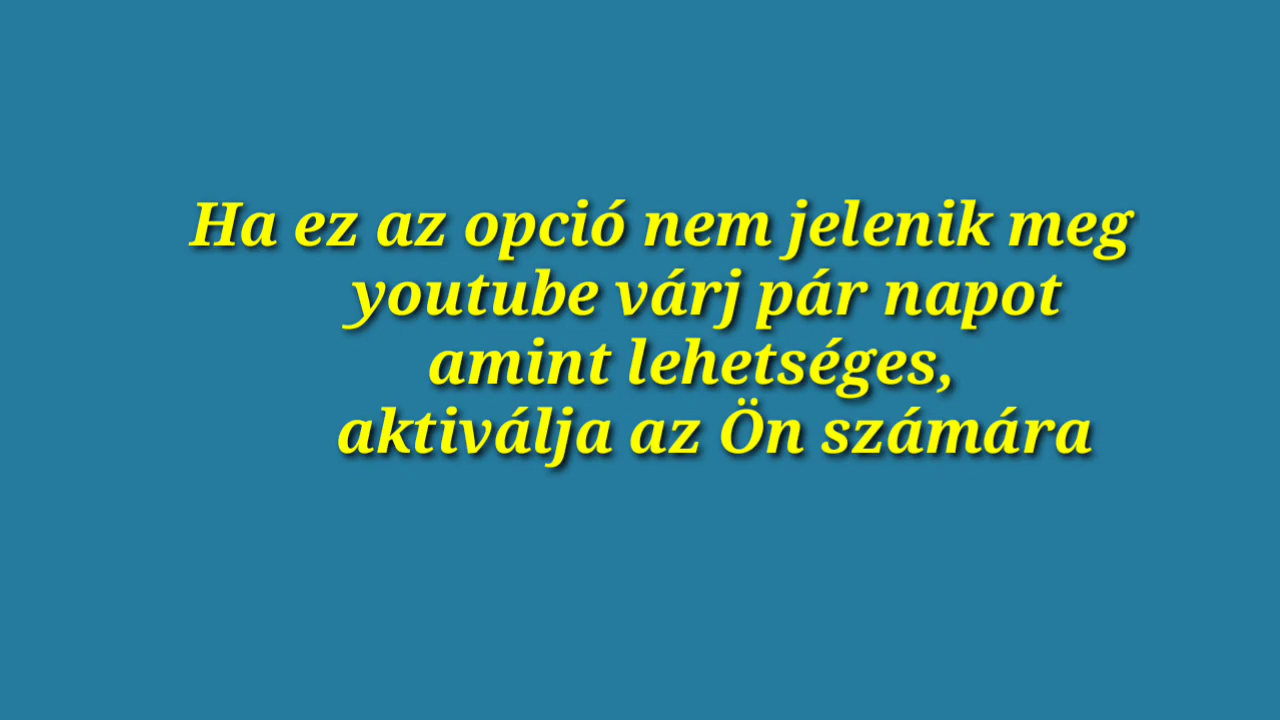 Ha ez az opció nem jelenik meg
youtube várj pár napot
amint lehetséges,
aktiválja az Ön számára